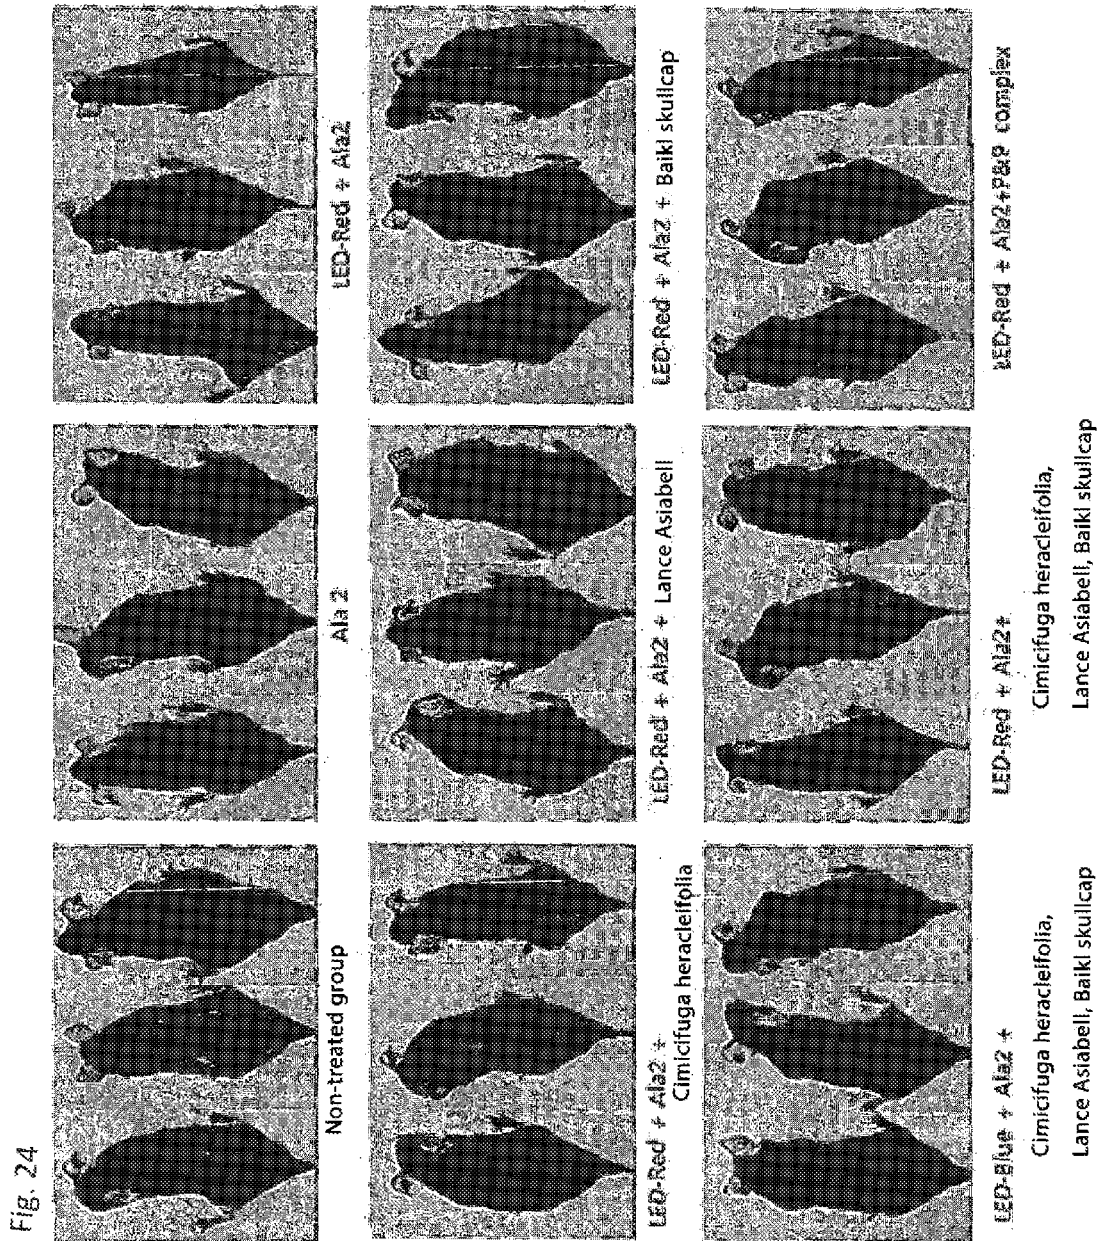 Fig. 24
Non-treated group
Ala 2
LED-Red + Ala2
LED-Red + Ala2 +
Cimicifuga heracleifolia
LED-Red + Ala2 + Lance Asiabell
LED-Red + Ala2 + Baikl skullcap
LED-Blue + Ala2 +
Cimicifuga heracleifolia,
Lance Asiabell, Baikl skullcap
LED-Red + Ala2+
Cimicifuga heracleifolia,
Lance Asiabell, Baikl skullcap
LED-Red + Ala2+P&P complex